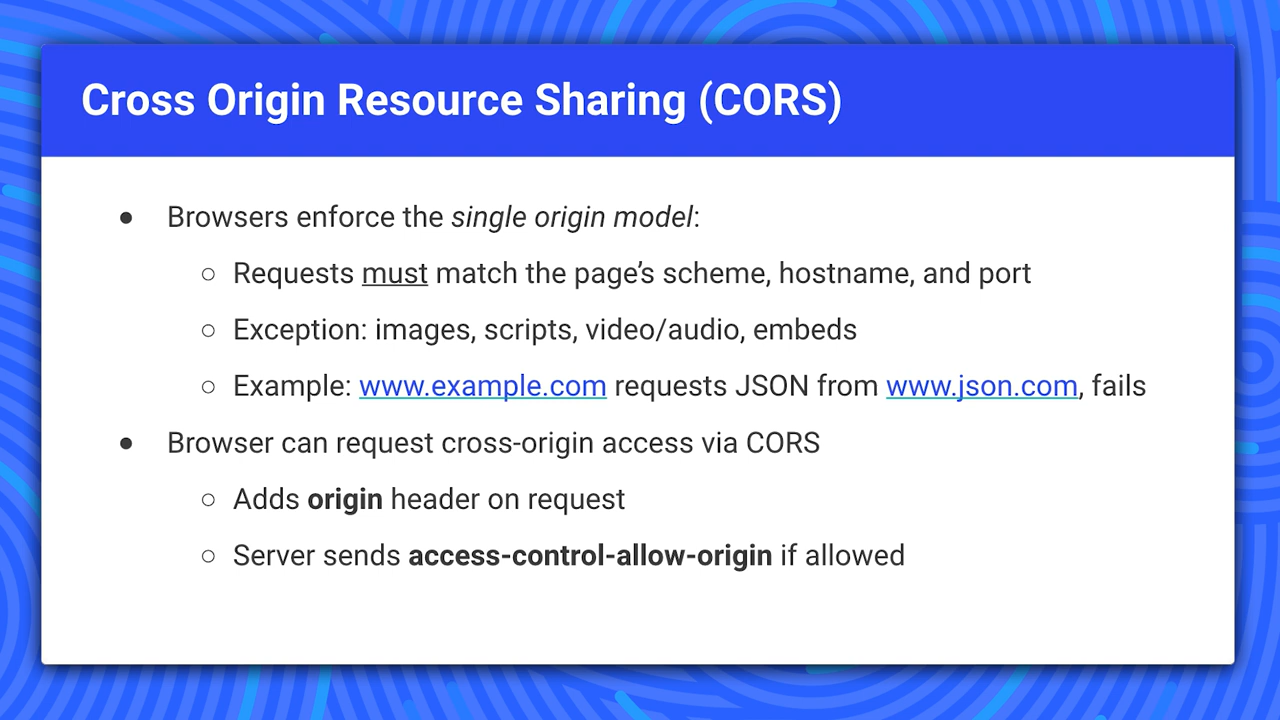 Cross Origin Resource Sharing (CORS)
● Browsers enforce the single origin model:
○ Requests must match the page’s scheme, hostname, and port
○ Exception: images, scripts, video/audio, embeds
○ Example: www.example.com requests JSON from www.json.com, fails
● Browser can request cross-origin access via CORS
○ Adds origin header on request
○ Server sends access-control-allow-origin if allowed